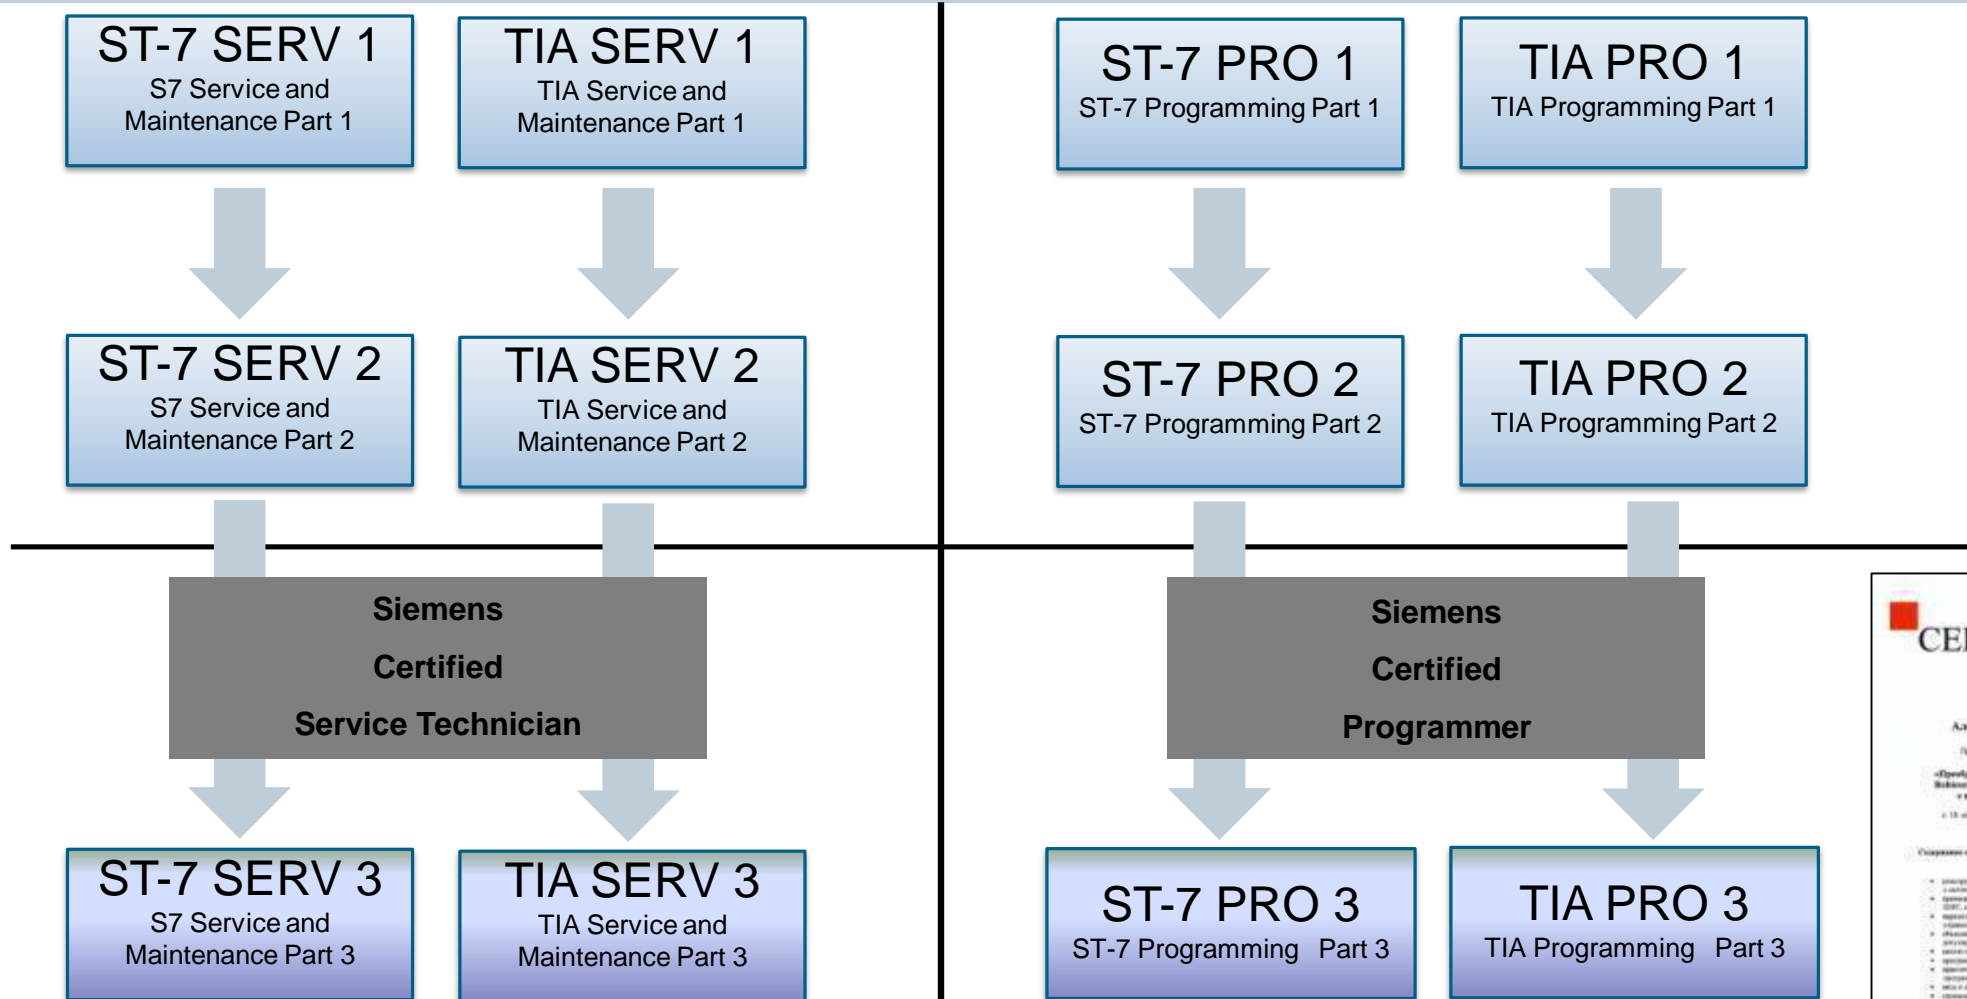 ST-7 SERV 1
S7 Service and
Maintenance Part 1
TIA SERV 1
TIA Service and
Maintenance Part 1
ST-7 PRO 1
ST-7 Programming Part 1
TIA PRO 1
TIA Programming Part 1
ST-7 SERV 2
S7 Service and
Maintenance Part 2
TIA SERV 2
TIA Service and
Maintenance Part 2
ST-7 PRO 2
ST-7 Programming Part 2
TIA PRO 2
TIA Programming Part 2
Siemens
Certified
Service Technician
Siemens
Certified
Programmer
ST-7 SERV 3
S7 Service and
Maintenance Part 3
TIA SERV 3
TIA Service and
Maintenance Part 3
ST-7 PRO 3
ST-7 Programming Part 3
TIA PRO 3
TIA Programming Part 3